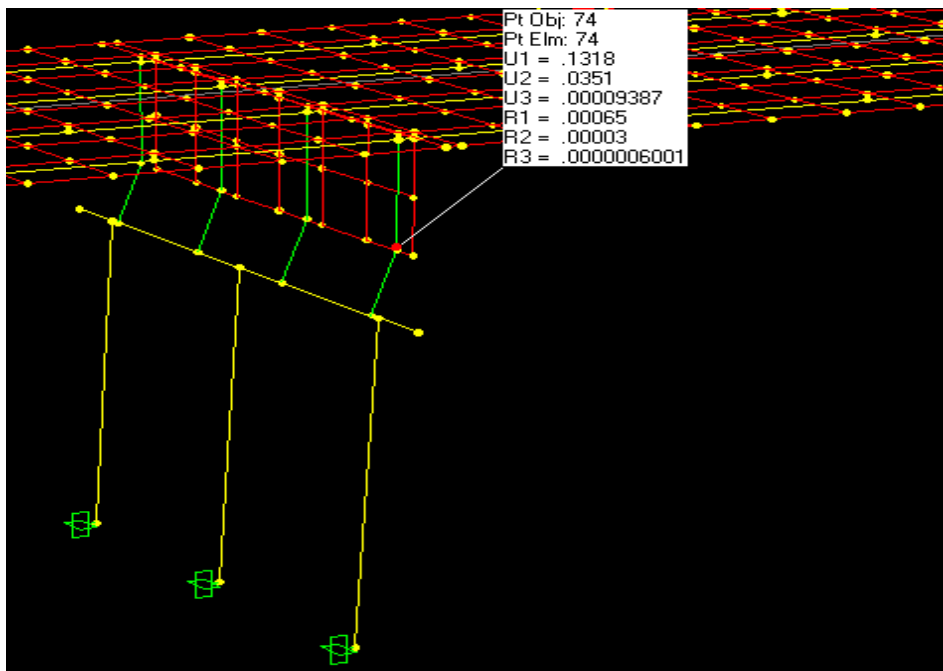 Pt Obj: 74
Pt Elm: 74
U1 = .1318
U2 = .0351
U3 = .00009387
R1 = .00065
R2 = .00003
R3 = .0000006001